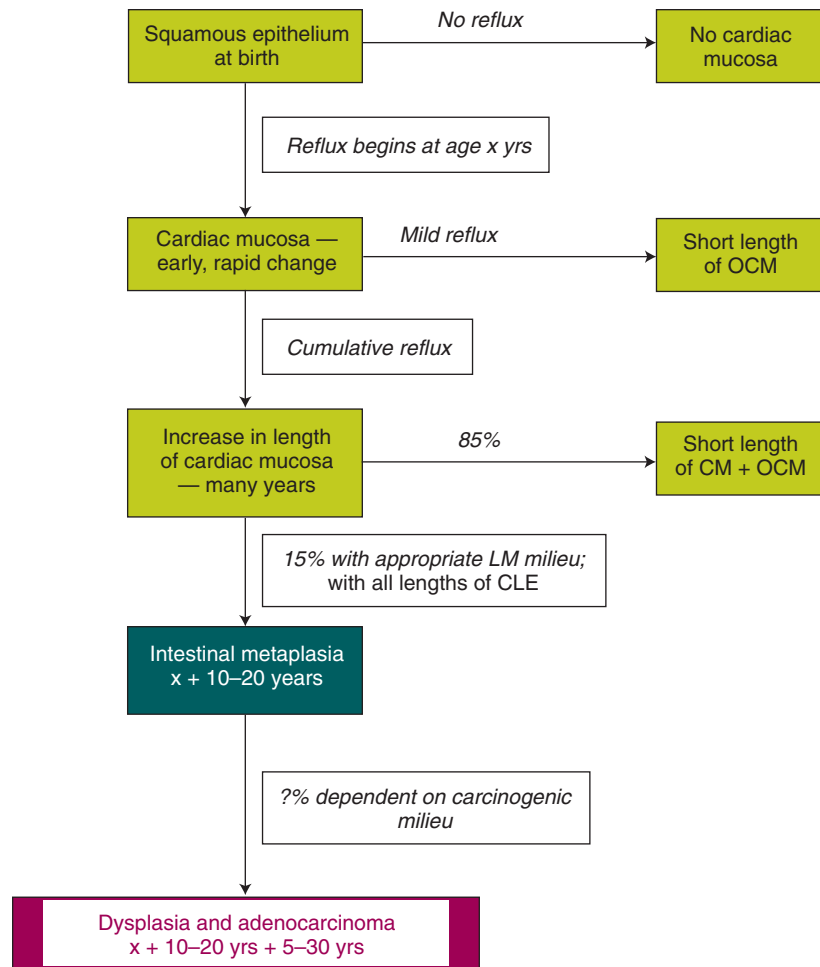 Squamous epithelium
at birth
No reflux
No cardiac
mucosa
Reflux begins at age x yrs
Cardiac mucosa —
early, rapid change
Mild reflux
Short length
of OCM
Cumulative reflux
Increase in length
of cardiac mucosa
— many years
85%
Short length
of CM + OCM
15% with appropriate LM milieu;
with all lengths of CLE
Intestinal metaplasia
x + 10–20 years
?% dependent on carcinogenic
milieu
Dysplasia and adenocarcinoma
x + 10–20 yrs + 5–30 yrs